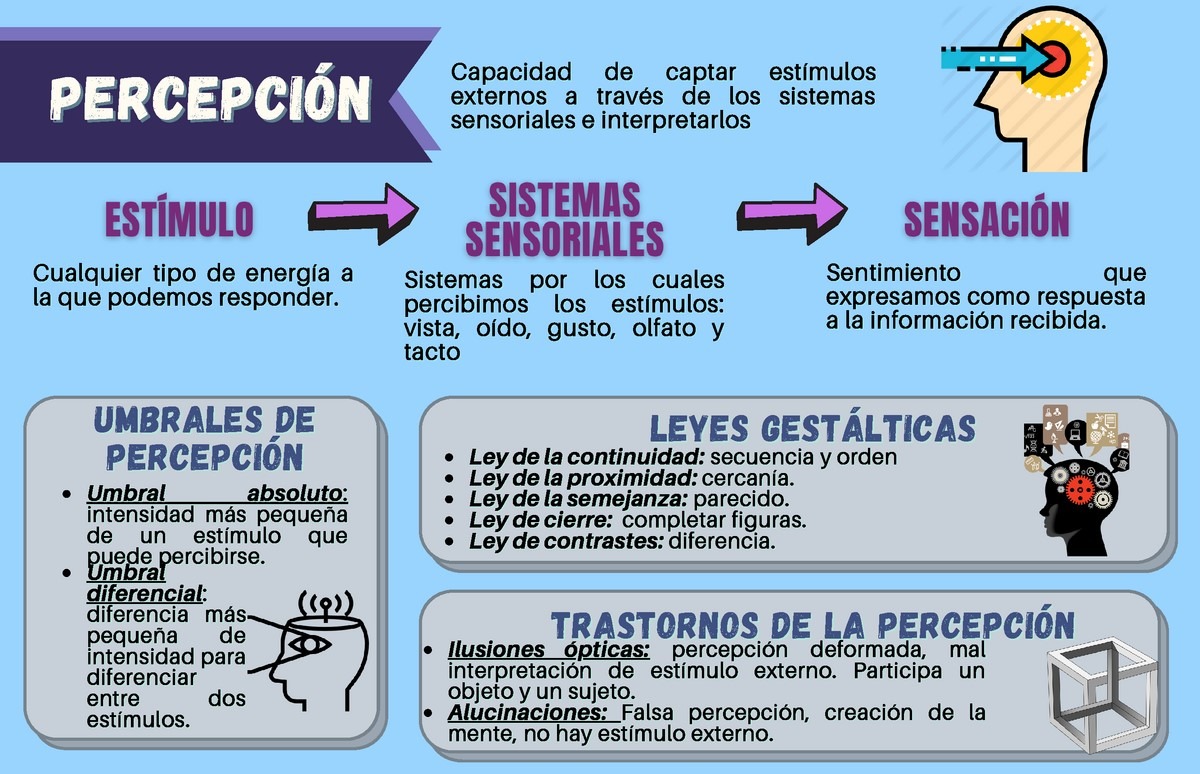 PERCEPCIÓN
Capacidad de captar estímulos
externos a través de los sistemas
sensoriales e interpretarlos
ESTÍMULO
Cualquier tipo de energía a
la que podemos responder.
SISTEMAS
SENSORIALES
Sistemas por los cuales
percibimos los estímulos:
vista, oído, gusto, olfato y
tacto
SENSACIÓN
Sentimiento que
expresamos como respuesta
a la información recibida.
UMBRALES DE
PERCEPCIÓN
• Umbral absoluto:
intensidad más pequeña
de un estímulo que
puede percibirse.
• Umbral
diferencial:
diferencia más
pequeña de
intensidad para
diferenciar
entre dos
estímulos.
LEYES GESTÁLTICAS
• Ley de la continuidad: secuencia y orden
• Ley de la proximidad: cercanía.
• Ley de la semejanza: parecido.
• Ley de cierre: completar figuras.
• Ley de contrastes: diferencia.
TRASTORNOS DE LA PERCEPCIÓN
• Ilusiones ópticas: percepción deformada, mal
interpretación de estímulo externo. Participa un
objeto y un sujeto.
• Alucinaciones: Falsa percepción, creación de la
mente, no hay estímulo externo.